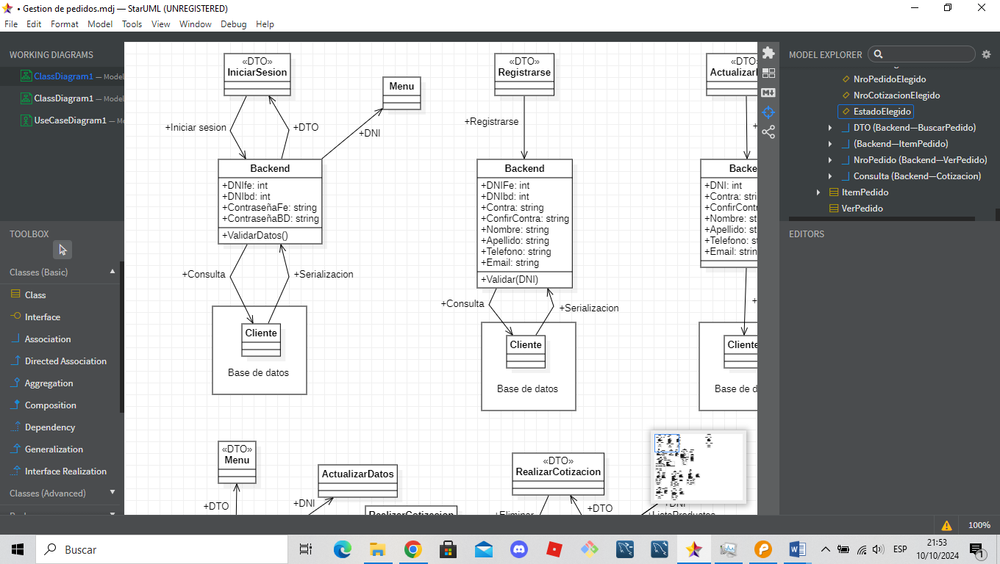 • Gestion de pedidos.mdj — StarUML (UNREGISTERED)
File Edit Format Model Tools View Window Debug Help
WORKING DIAGRAMS
ClassDiagram1 — Model
ClassDiagram1 — Model
UseCaseDiagram1 — Mo
TOOLBOX
Classes (Basic)
Class
Interface
Association
Directed Association
Aggregation
Composition
Dependency
Generalization
Interface Realization
Classes (Advanced)
«DTO»
IniciarSesion
Menu
+Iniciar sesion
+DTO
+DNI
Backend
+DNIfe: int
+DNIbd: int
+ContraseñaFe: string
+ContraseñaBD: string
+ValidarDatos()
+Consulta
+Serializacion
Cliente
Base de datos
«DTO»
Registrarse
+Registrarse
Backend
+DNIFe: int
+DNIbd: int
+Contra: string
+ConfirContra: string
+Nombre: string
+Apellido: string
+Telefono: string
+Email: string
+Validar(DNI)
+Consulta
+Serializacion
Cliente
Base de datos
«DTO»
Actualizar
+
Backe
+DNI: int
+Contra: stri
+ConfirContr
+Nombre: st
+Apellido: st
+Telefono: s
+Email: strin
+
Cliente
Base de d
«DTO»
Menu
+DTO
ActualizarDatos
+DNI
RealizarCotizacion
«DTO»
RealizarCotizacion
+Eliminar
+DTO
+DNI
+ListaProductos
MODEL EXPLORER
NroPedidoElegido
NroCotizacionElegido
EstadoElegido
DTO (Backend—BuscarPedido)
(Backend—ItemPedido)
NroPedido (Backend—VerPedido)
Consulta (Backend—Cotizacion)
ItemPedido
VerPedido
EDITORS
100%
Buscar
ESP
21:53
10/10/2024
1